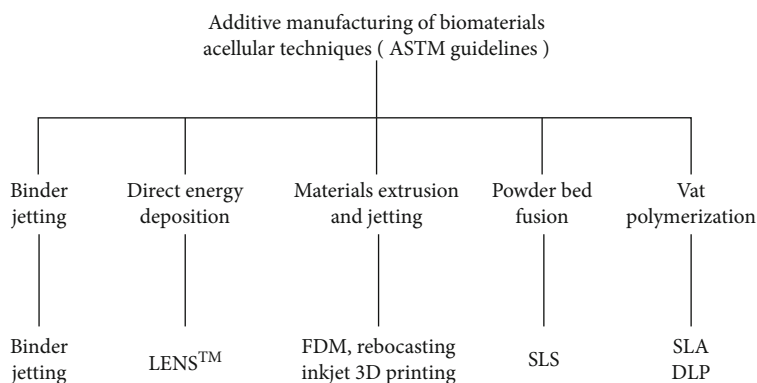 Additive manufacturing of biomaterials
acellular techniques ( ASTM guidelines )
Binder
jetting
Direct energy
deposition
Materials extrusion
and jetting
Powder bed
fusion
Vat
polymerization
Binder
jetting
LENS™
FDM, rebocasting
inkjet 3D printing
SLS
SLA
DLP